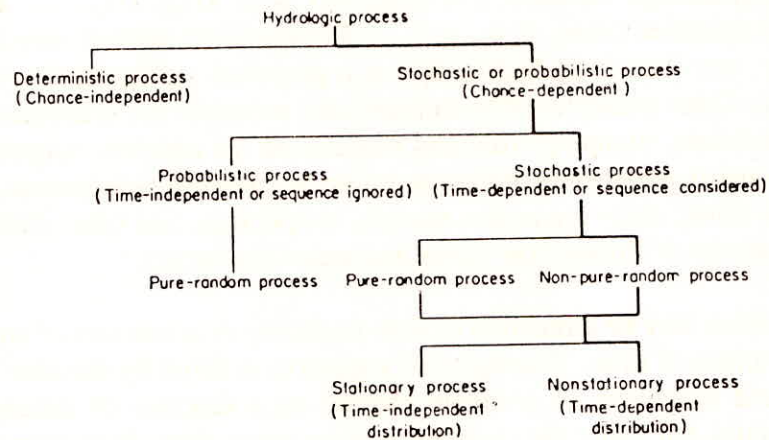 Hydrologic process
Deterministic process
(Chance-independent)
Stochastic or probabilistic process
(Chance-dependent)
Probabilistic process
(Time-independent or sequence ignored)
Stochastic process
(Time-dependent or sequence considered)
Pure-random process
Pure-random process
Non-pure-random process
Stationary process
(Time-independent
distribution)
Nonstationary process
(Time-dependent
distribution)